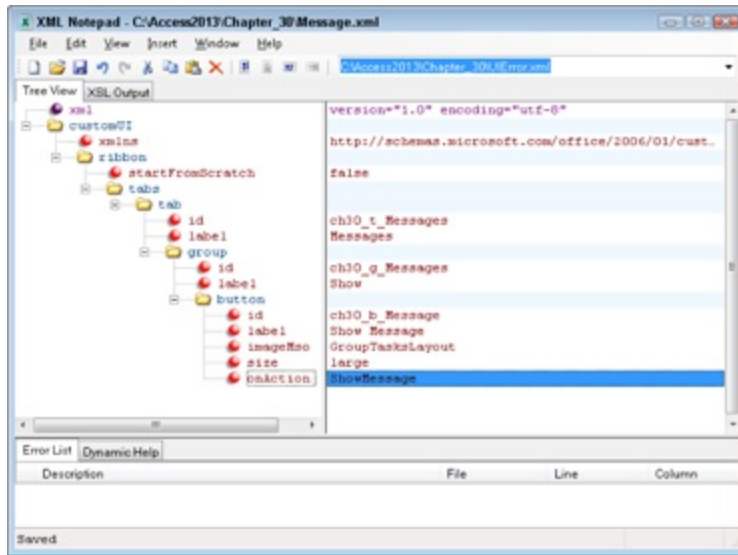 XML Notepad - C:\Access2013\Chapter_30\Message.xml
File Edit View Insert Window Help
C:\Access2013\Chapter_30\UIError.xml
Tree View XSL Output
xml version="1.0" encoding="utf-8"
customUI
xmlns http://schemas.microsoft.com/office/2006/01/cust...
ribbon
startFromScratch false
tabs
tab
id ch30_t_Messages
label Messages
group
id ch30_g_Messages
label Show
button
id ch30_b_Message
label Show Message
imageMso GroupTasksLayout
size large
onAction ShowMessage
Error List Dynamic Help
Description File Line Column
Saved